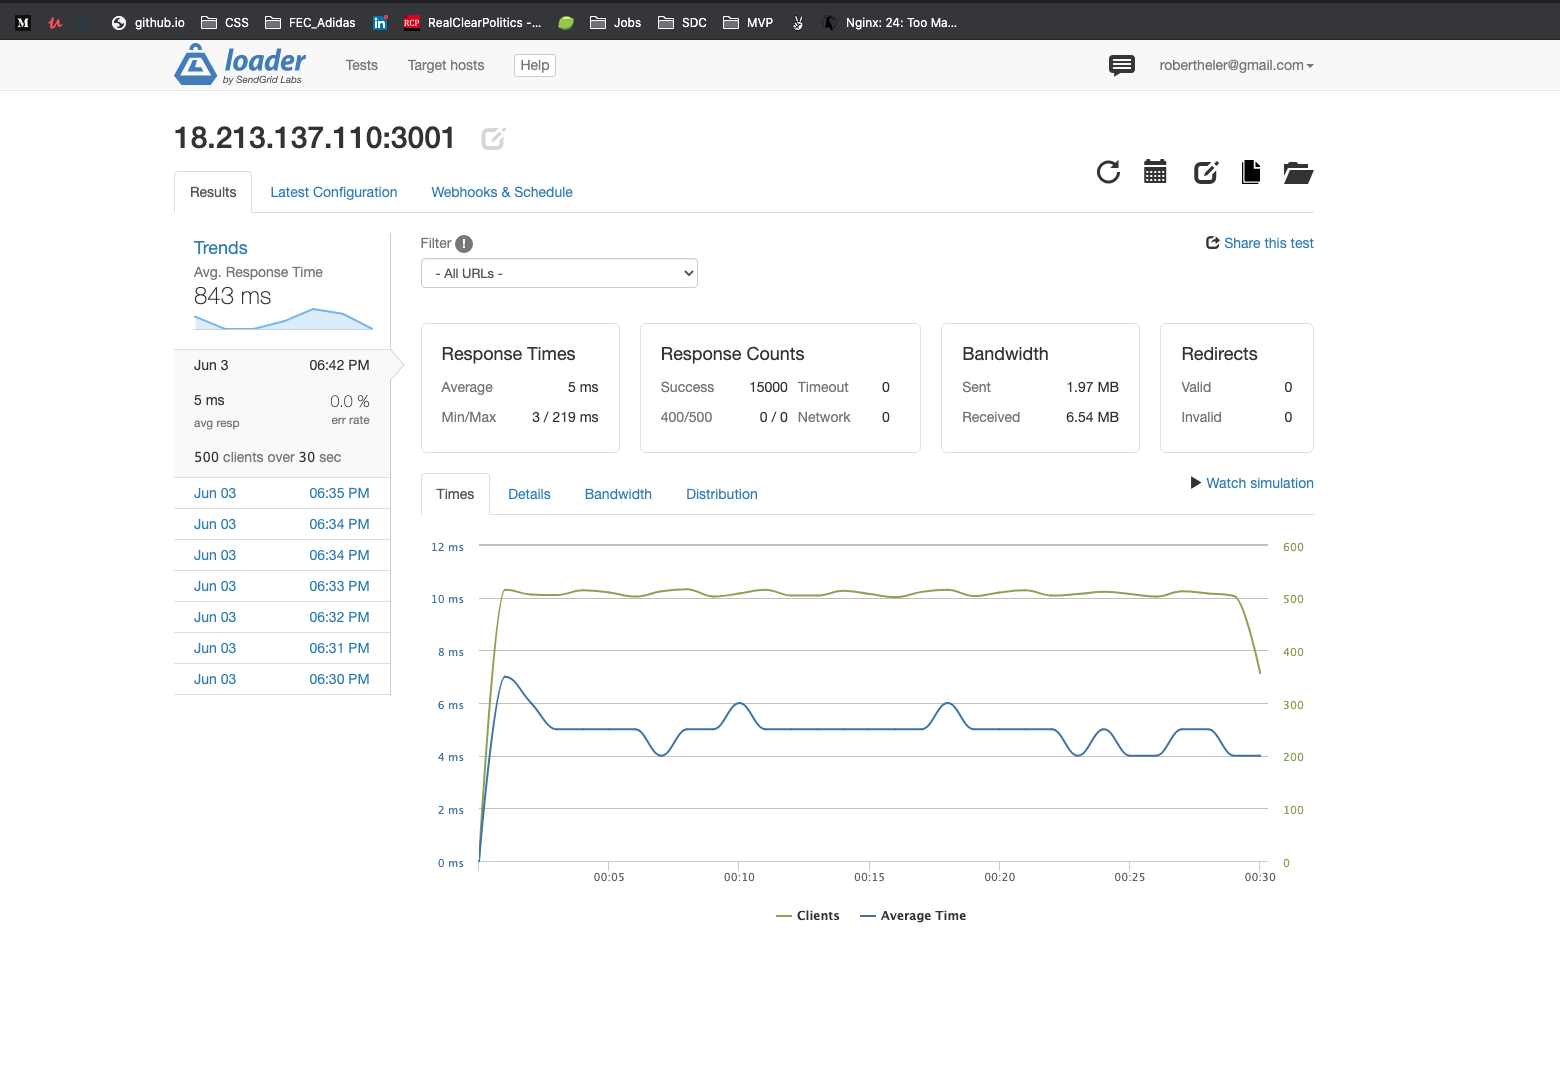 M github.io CSS FEC_Adidas in RCP RealClearPolitics -... Jobs SDC MVP Nginx: 24: Too Ma...
loader
by SendGrid Labs
Tests Target hosts Help robertheler@gmail.com
18.213.137.110:3001
Results Latest Configuration Webhooks & Schedule
Trends
Avg. Response Time
843 ms
Jun 3 06:42 PM
5 ms 0.0 %
avg resp err rate
500 clients over 30 sec
Jun 03 06:35 PM
Jun 03 06:34 PM
Jun 03 06:34 PM
Jun 03 06:33 PM
Jun 03 06:32 PM
Jun 03 06:31 PM
Jun 03 06:30 PM
Filter !
Share this test
- All URLs -
Response Times
Average 5 ms
Min/Max 3 / 219 ms
Response Counts
Success 15000 Timeout 0
400/500 0 / 0 Network 0
Bandwidth
Sent 1.97 MB
Received 6.54 MB
Redirects
Valid 0
Invalid 0
Times Details Bandwidth Distribution
Watch simulation
12 ms 600
10 ms 500
8 ms 400
6 ms 300
4 ms 200
2 ms 100
0 ms 0
00:05 00:10 00:15 00:20 00:25 00:30
Clients Average Time